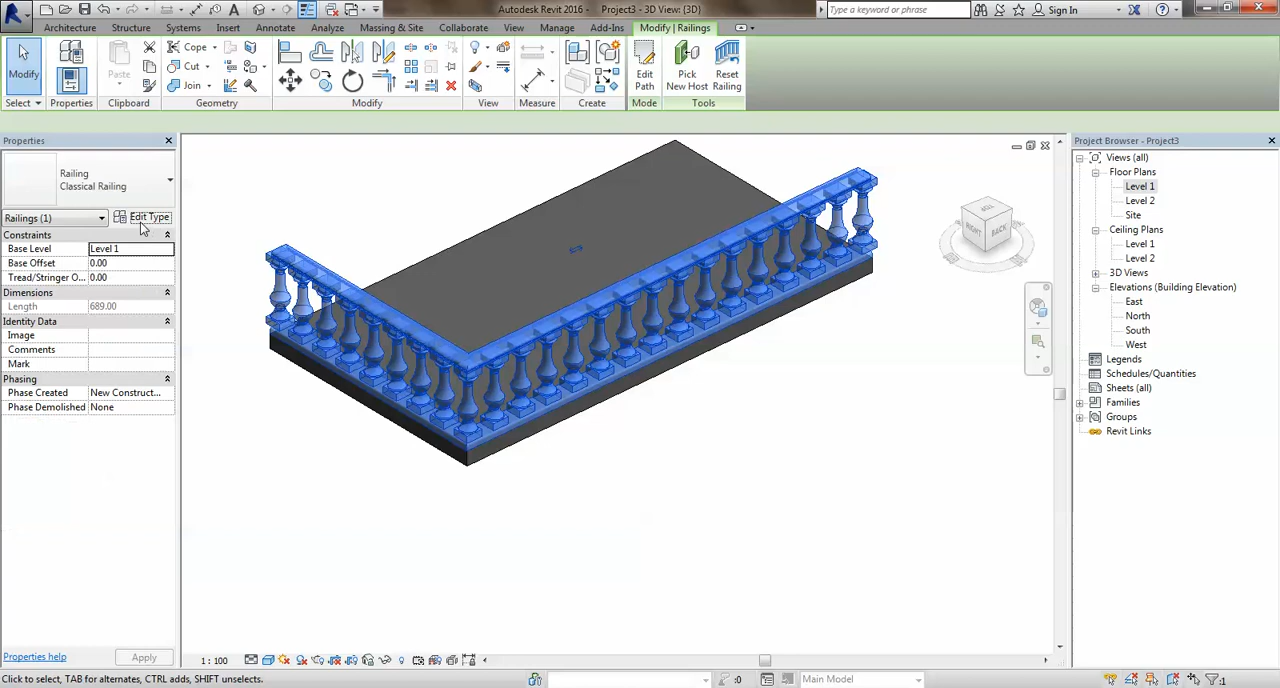 Autodesk Revit 2016 - Project3 - 3D View: {3D}
Type a keyword or phrase
Sign In
Architecture Structure Systems Insert Annotate Analyze Massing & Site Collaborate View Manage Add-Ins Modify | Railings
Modify
Paste
Cope
Cut
Join
Edit Path
Pick New Host
Reset Railing
Select Properties Clipboard Geometry Modify View Measure Create Mode Tools
Properties
Railing
Classical Railing
Railings (1)
Edit Type
Constraints
Base Level Level 1
Base Offset 0.00
Tread/Stringer O... 0.00
Dimensions
Length 689.00
Identity Data
Image
Comments
Mark
Phasing
Phase Created New Construct...
Phase Demolished None
Properties help
Apply
TOP
RIGHT
BACK
Project Browser - Project3
Views (all)
Floor Plans
Level 1
Level 2
Site
Ceiling Plans
Level 1
Level 2
3D Views
Elevations (Building Elevation)
East
North
South
West
Legends
Schedules/Quantities
Sheets (all)
Families
Groups
Revit Links
1 : 100
Click to select, TAB for alternates, CTRL adds, SHIFT unselects.
:0
Main Model
:1